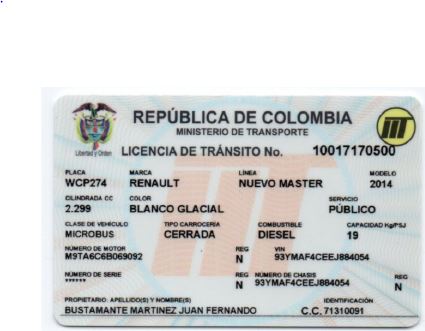 REPÚBLICA DE COLOMBIA
MINISTERIO DE TRANSPORTE
Libertad y Orden
LICENCIA DE TRÁNSITO No. 10017170500
PLACA MARCA LÍNEA MODELO
WCP274 RENAULT NUEVO MASTER 2014
CILINDRADA CC COLOR SERVICIO
2.299 BLANCO GLACIAL PÚBLICO
CLASE DE VEHÍCULO TIPO CARROCERÍA COMBUSTIBLE CAPACIDAD Kg/PSJ
MICROBUS CERRADA DIESEL 19
NÚMERO DE MOTOR REG VIN
M9TA6C6B069092 N 93YMAF4CEEJ884054
NÚMERO DE SERIE REG NÚMERO DE CHASIS REG
****** N 93YMAF4CEEJ884054 N
PROPIETARIO: APELLIDO(S) Y NOMBRE(S) IDENTIFICACIÓN
BUSTAMANTE MARTINEZ JUAN FERNANDO C.C. 71310091